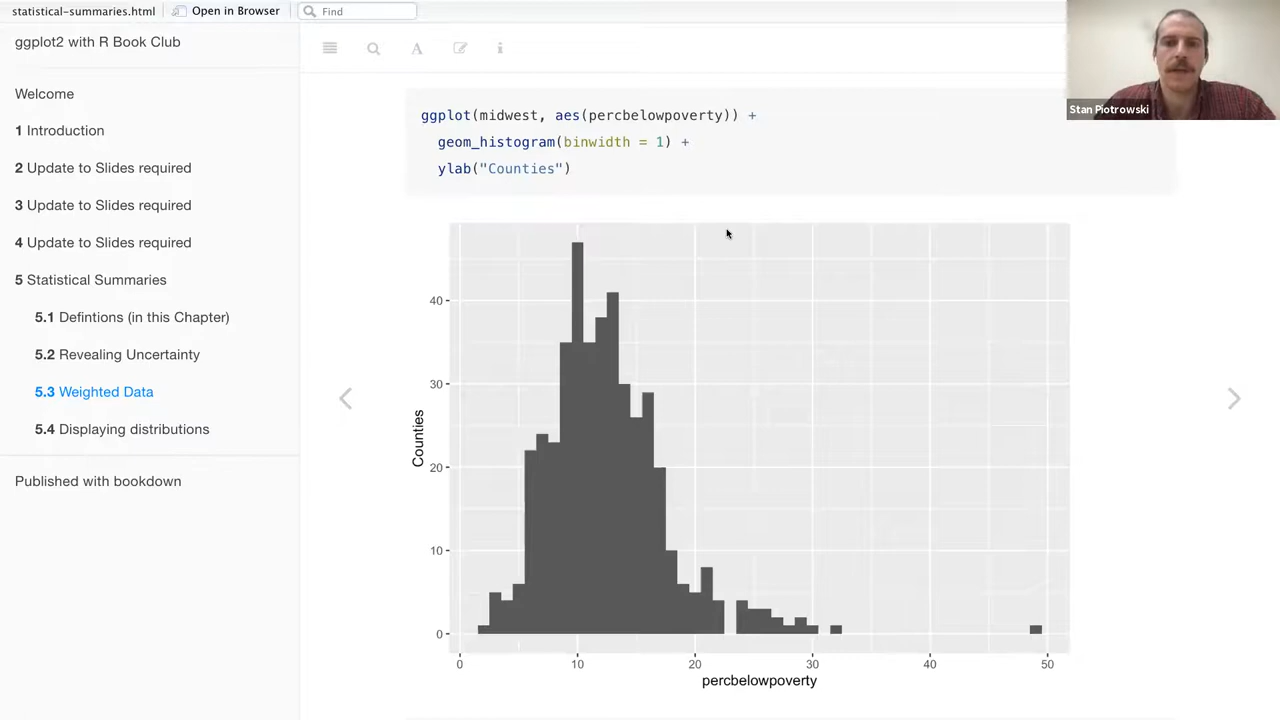 statistical-summaries.html
Open in Browser
Find
ggplot2 with R Book Club
Welcome
1 Introduction
2 Update to Slides required
3 Update to Slides required
4 Update to Slides required
5 Statistical Summaries
5.1 Defintions (in this Chapter)
5.2 Revealing Uncertainty
5.3 Weighted Data
5.4 Displaying distributions
Published with bookdown
A
i
Stan Piotrowski
ggplot(midwest, aes(percbelowpoverty)) +
geom_histogram(binwidth = 1) +
ylab("Counties")
Counties
40
30
20
10
0
0 10 20 30 40 50
percbelowpoverty